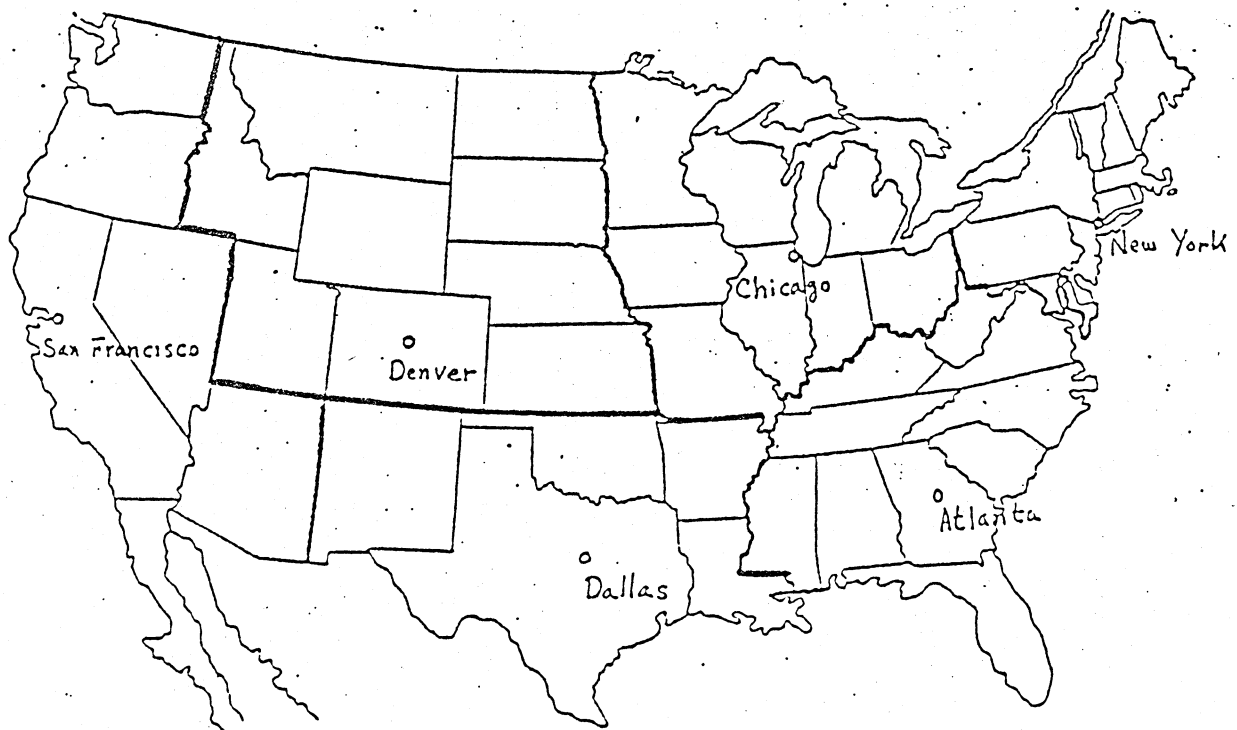 New York
Chicago
San Francisco
Denver
Atlanta
Dallas